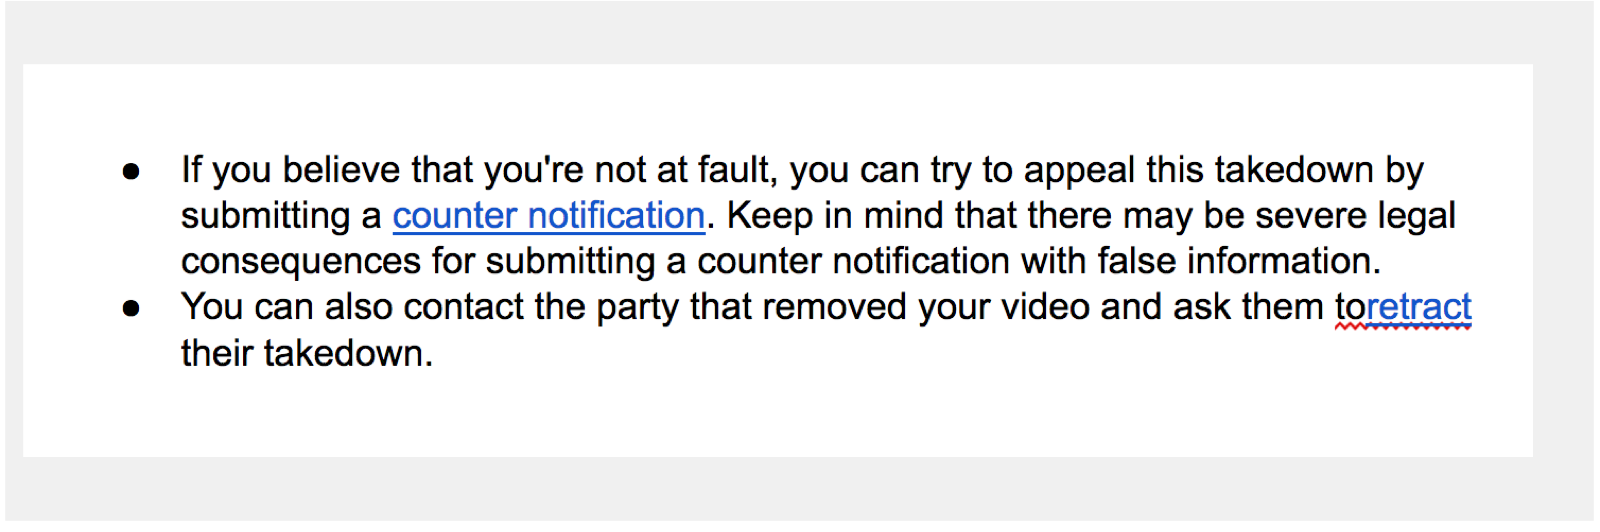 ● If you believe that you're not at fault, you can try to appeal this takedown by
submitting a counter notification. Keep in mind that there may be severe legal
consequences for submitting a counter notification with false information.
● You can also contact the party that removed your video and ask them toretract
their takedown.